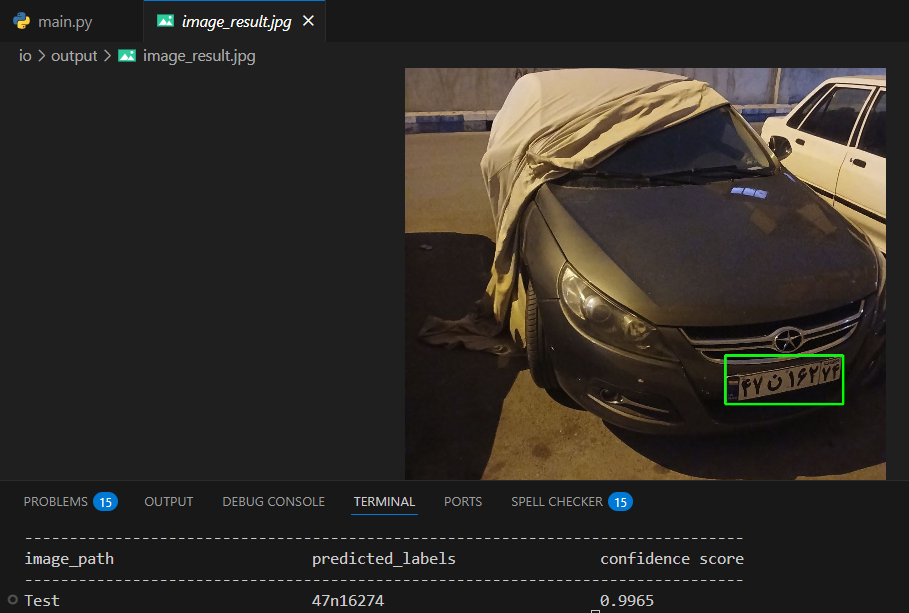 main.py
image_result.jpg
io > output > image_result.jpg
۴۷ ن ۱۶۲ ۷۴
PROBLEMS 15 OUTPUT DEBUG CONSOLE TERMINAL PORTS SPELL CHECKER 15
--------------------------------------------------------------------------------
image_path predicted_labels confidence score
--------------------------------------------------------------------------------
Test 47n16274 0.9965